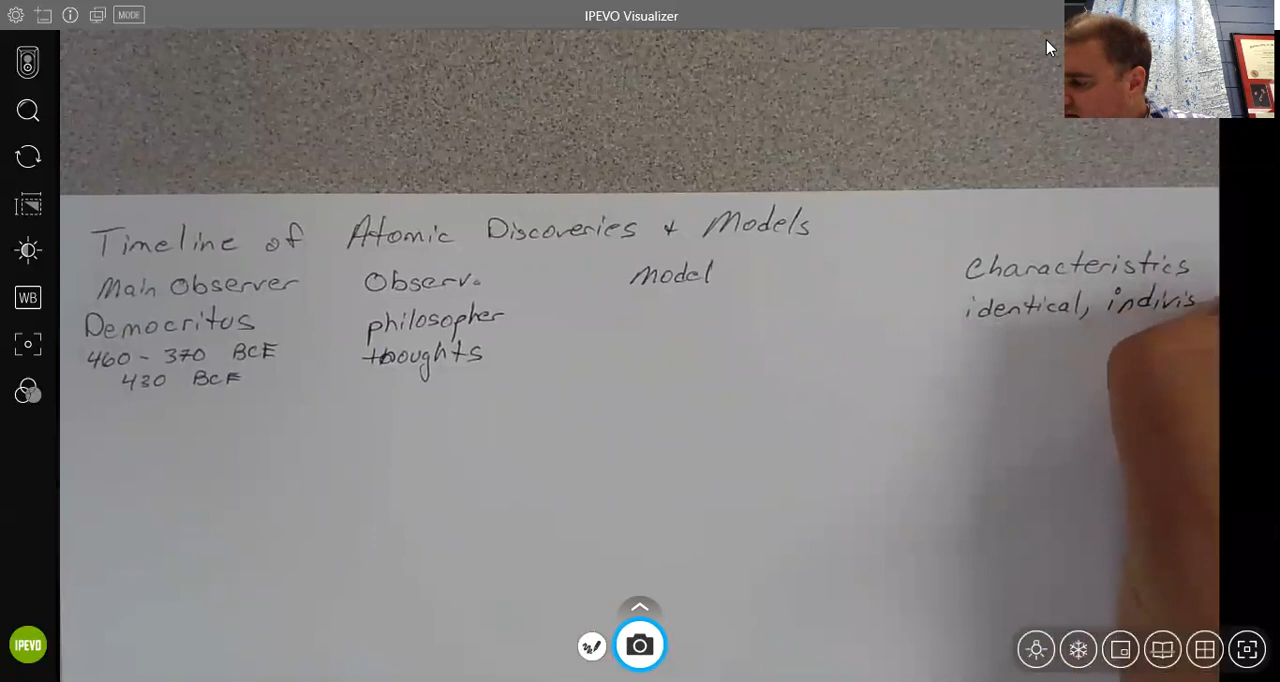 MODE
IPEVO Visualizer
Timeline of Atomic Discoveries + Models
Main Observer Observ. Model Characteristics
Democritus philosopher identical, indivis
460 - 370 BCE thoughts
430 BCE
WB
IPEVO